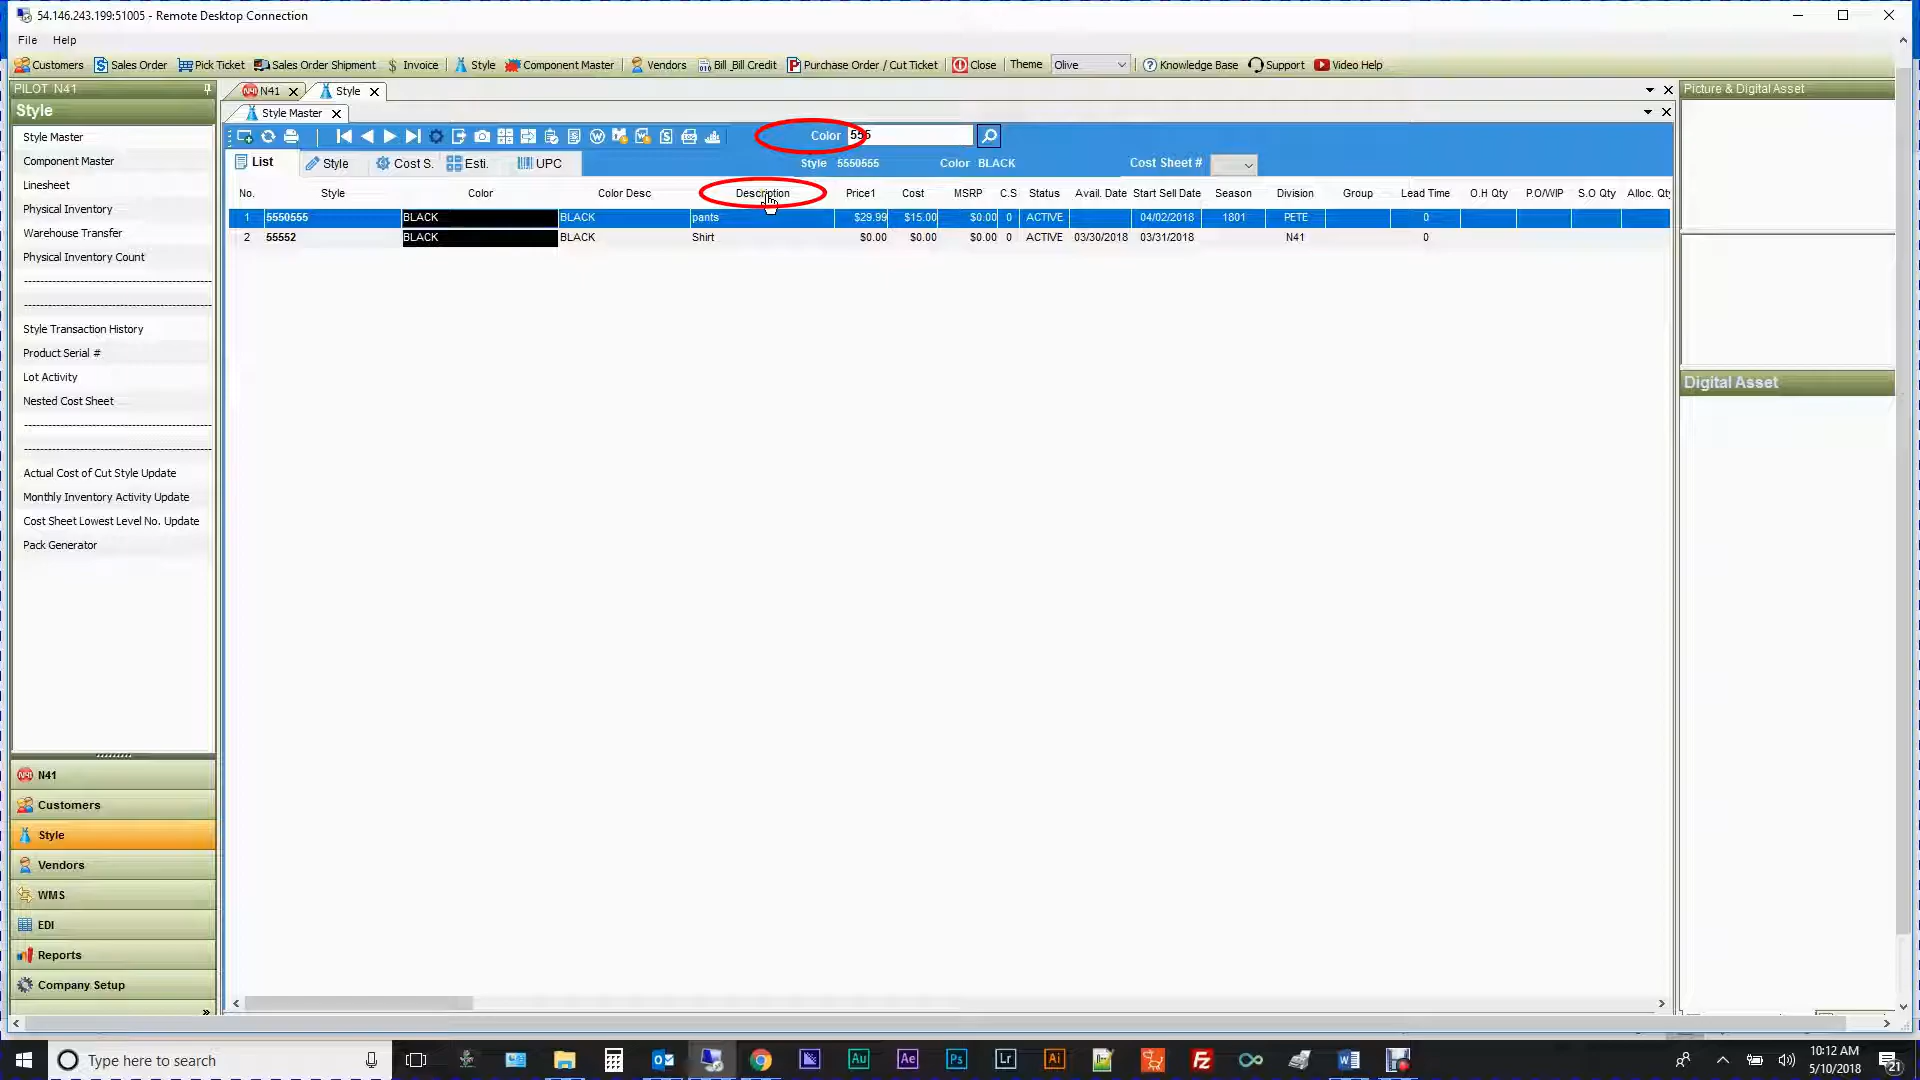 54.146.243.199:51005 - Remote Desktop Connection
File Help
Customers Sales Order Pick Ticket Sales Order Shipment $ Invoice Style Component Master Vendors Bill_Bill Credit Purchase Order / Cut Ticket Close Theme Olive Knowledge Base Support Video Help
PILOT N41
N41 Style
Picture & Digital Asset
Style
Style Master
Color 555
List Style Cost S. Esti. UPC Style 5550555 Color BLACK Cost Sheet #
No. Style Color Color Desc Description Price1 Cost MSRP C.S Status Avail. Date Start Sell Date Season Division Group Lead Time O.H Qty P.O/WIP S.O Qty Alloc. Qty
1 5550555 BLACK BLACK pants $29.99 $15.00 $0.00 0 ACTIVE 04/02/2018 1801 PETE 0
2 55552 BLACK BLACK Shirt $0.00 $0.00 $0.00 0 ACTIVE 03/30/2018 03/31/2018 N41 0
Style Master
Component Master
Linesheet
Physical Inventory
Warehouse Transfer
Physical Inventory Count
Style Transaction History
Product Serial #
Lot Activity
Nested Cost Sheet
Actual Cost of Cut Style Update
Monthly Inventory Activity Update
Cost Sheet Lowest Level No. Update
Pack Generator
Digital Asset
N41
Customers
Style
Vendors
WMS
EDI
Reports
Company Setup
Type here to search
Au Ae Ps Lr Ai
10:12 AM
5/10/2018
21